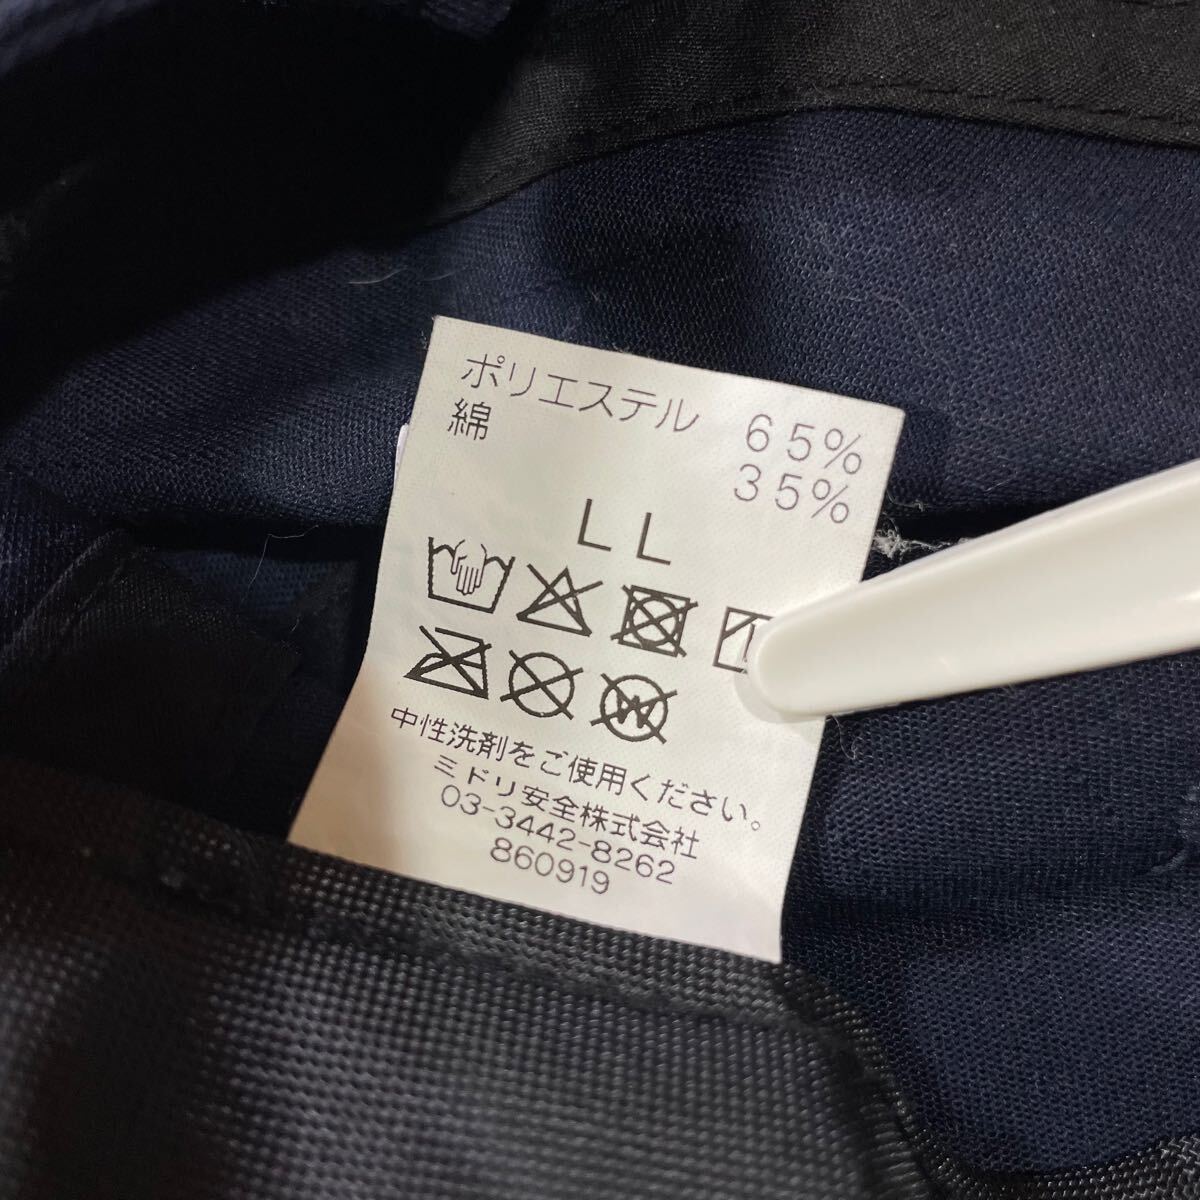 ポリエステル 65%
綿 35%
LL
中性洗剤をご使用ください。
ミドリ安全株式会社
03-3442-8262
860919